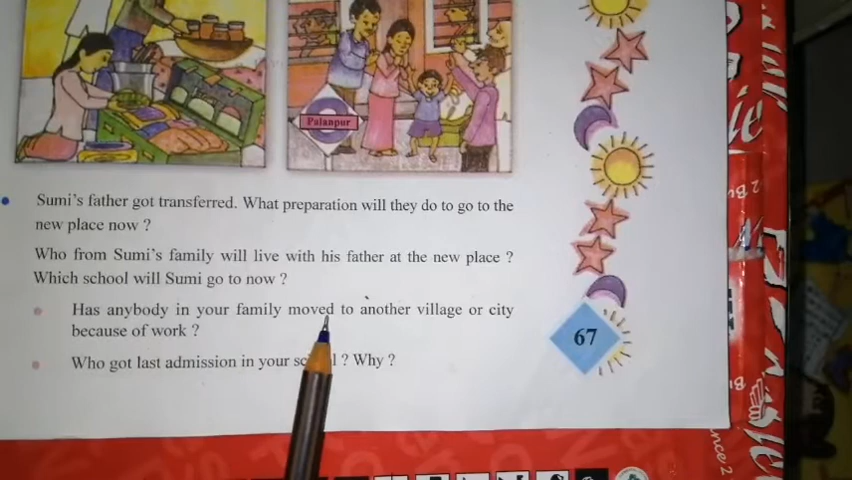 Palanpur
Sumi's father got transferred. What preparation will they do to go to the
new place now ?
Who from Sumi's family will live with his father at the new place ?
Which school will Sumi go to now ?
Has anybody in your family moved to another village or city
because of work ?
Who got last admission in your ? Why ?
67